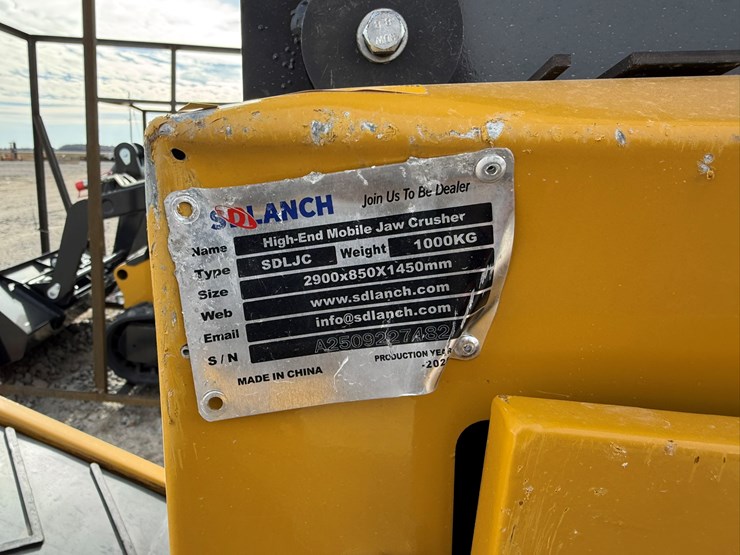 SDLANCH Join Us To Be Dealer
Name High-End Mobile Jaw Crusher
Type SDLJC Weight 1000KG
Size 2900x850X1450mm
Web www.sdlanch.com
Email info@sdlanch.com
S / N A2509227482
PRODUCTION YEAR
MADE IN CHINA -202